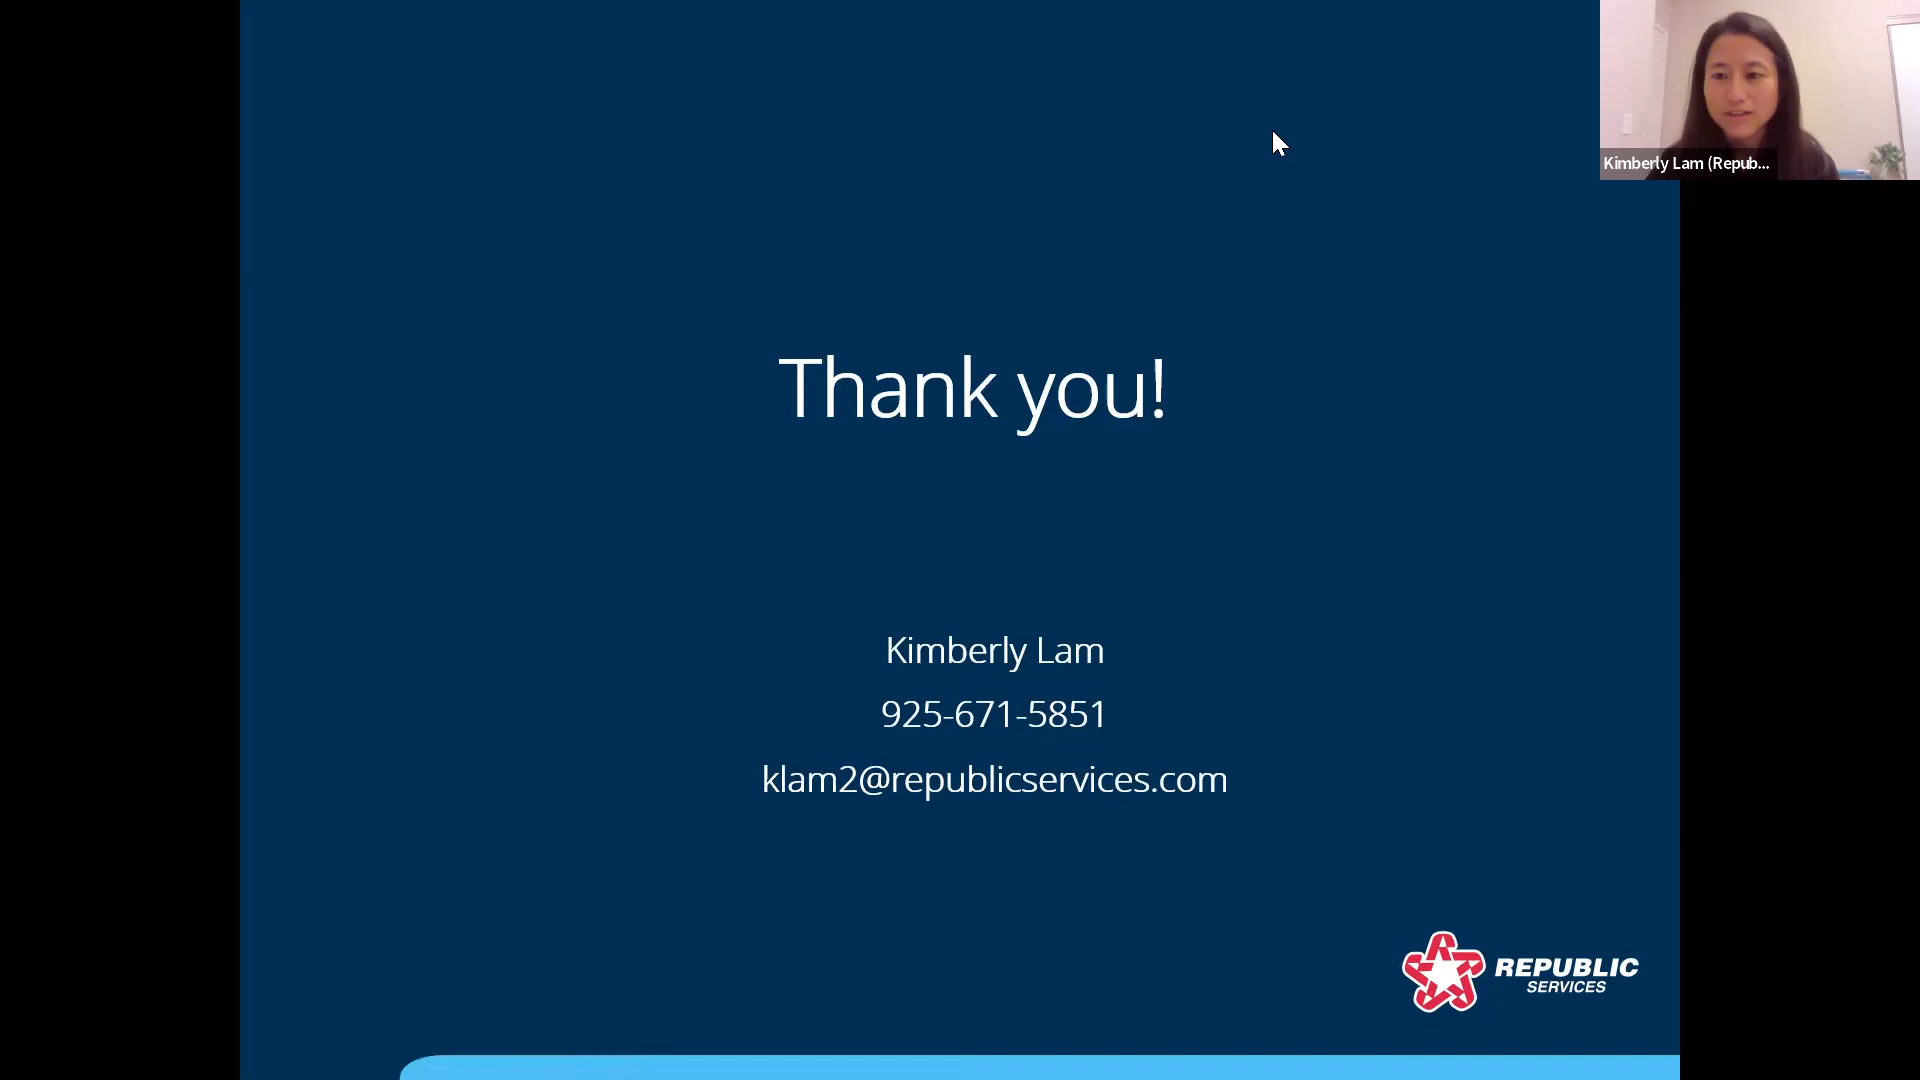 Kimberly Lam (Repub...
Thank you!
Kimberly Lam
925-671-5851
klam2@republicservices.com
REPUBLIC
SERVICES